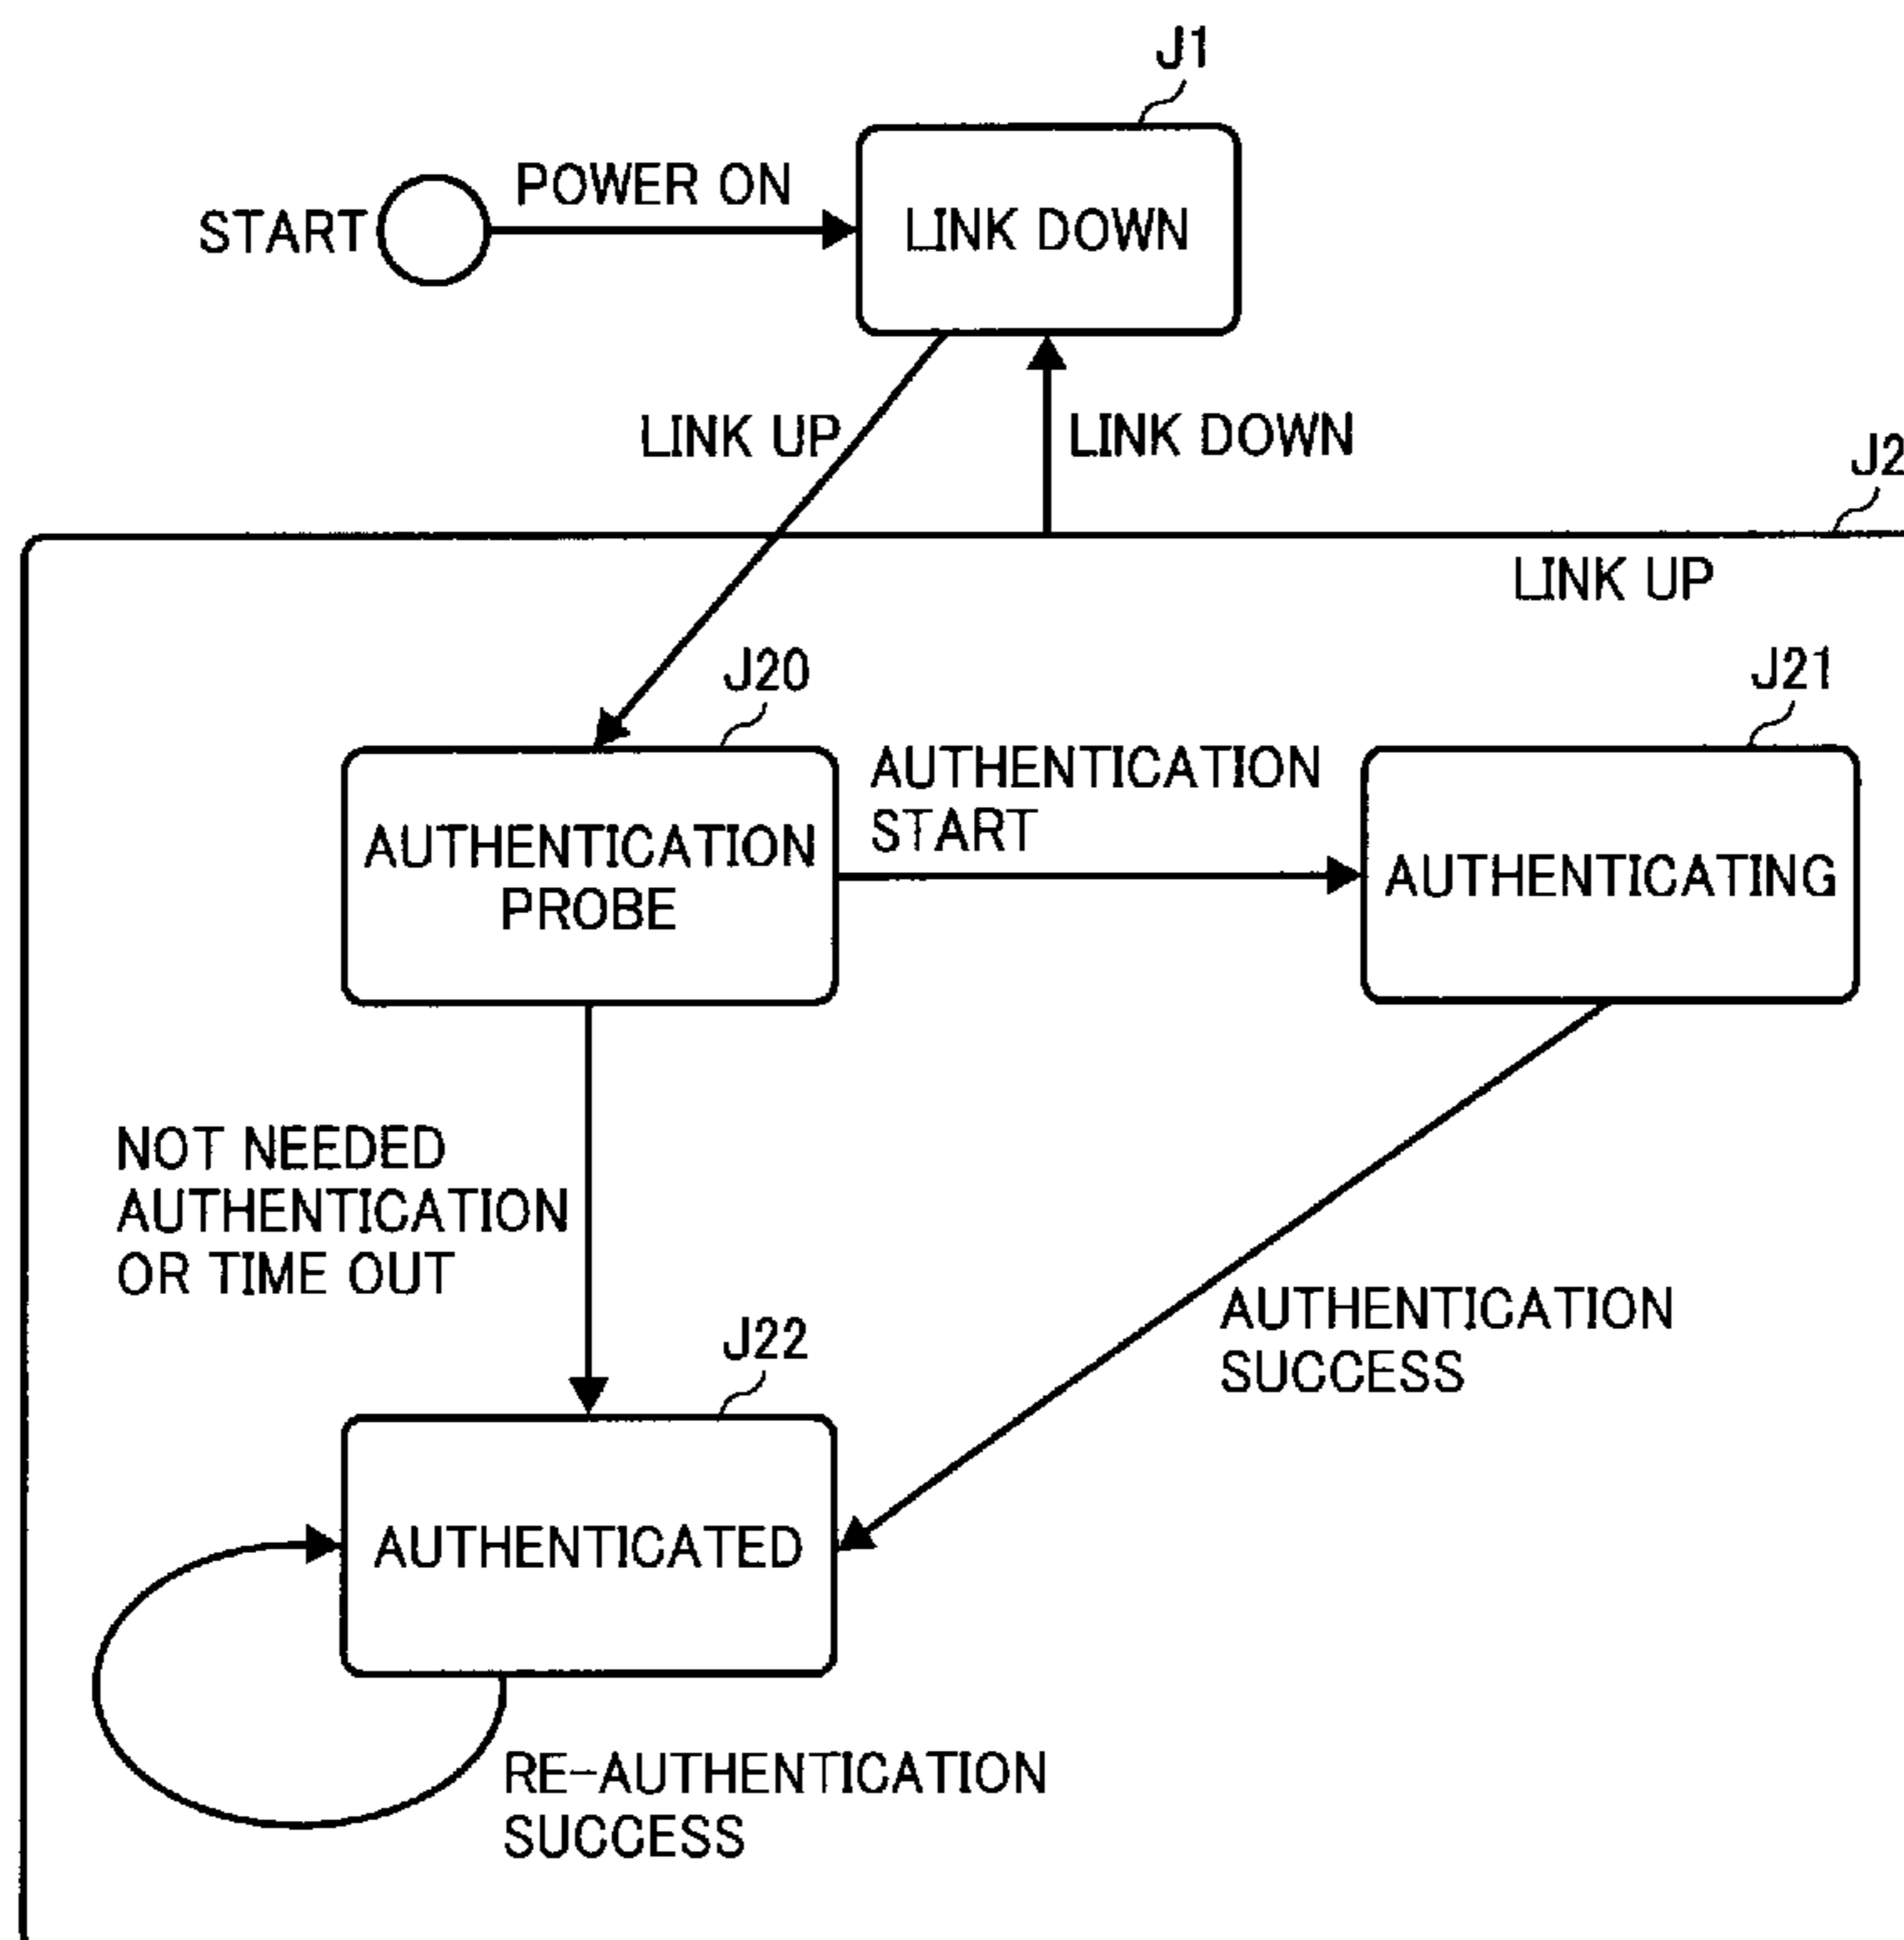 J1
POWER ON
START
LINK DOWN
LINK UP
LINK DOWN
J2
LINK UP
J20
J21
AUTHENTICATION
START
AUTHENTICATION
PROBE
AUTHENTICATING
NOT NEEDED
AUTHENTICATION
OR TIME OUT
AUTHENTICATION
SUCCESS
J22
AUTHENTICATED
RE-AUTHENTICATION
SUCCESS